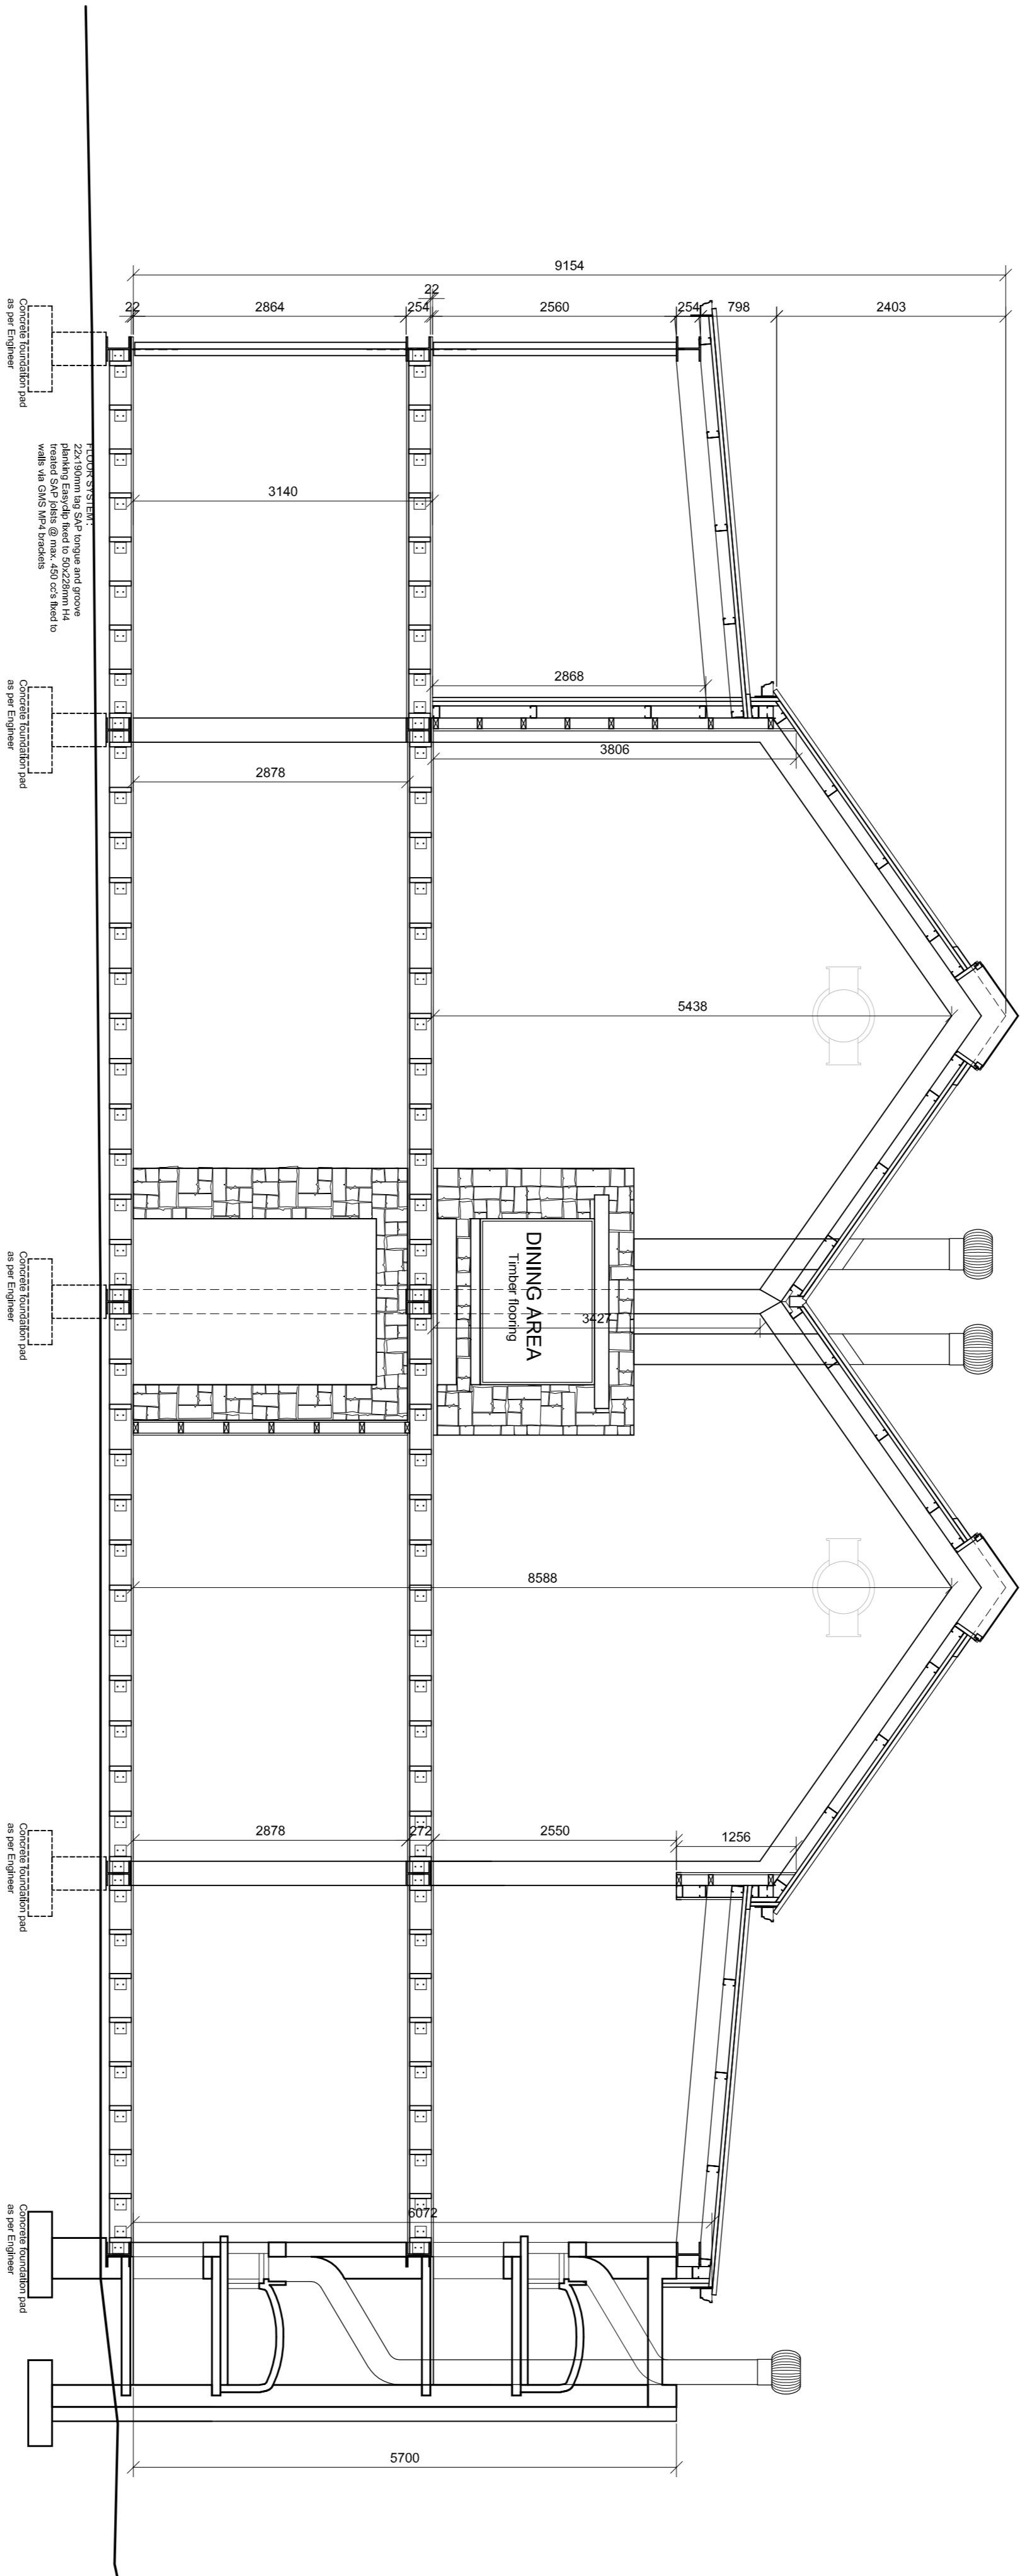 9154
22
2864
254
22
2560
254
798
2403
3140
2868
2878
3806
5438
3427
8588
2878
272
2550
1256
6072
5700
DINING AREA
Timber flooring
FLOOR SYSTEM :
22x190mm tag SAP tongue and groove
planking Easyclip fixed to 50x228mm H4
treated SAP joists @ max. 450 cc's fixed to
walls via GMS MP4 brackets
Concrete foundation pad
as per Engineer
Concrete foundation pad
as per Engineer
Concrete foundation pad
as per Engineer
Concrete foundation pad
as per Engineer
Concrete foundation pad
as per Engineer